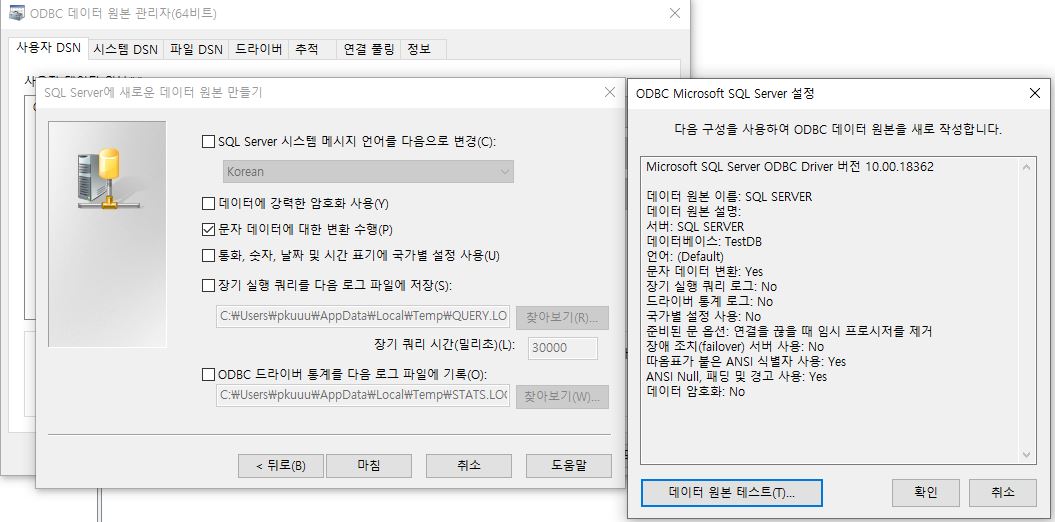 ODBC 데이터 원본 관리자(64비트)
사용자 DSN 시스템 DSN 파일 DSN 드라이버 추적 연결 풀링 정보
SQL Server에 새로운 데이터 원본 만들기
SQL Server 시스템 메시지 언어를 다음으로 변경(C):
Korean
데이터에 강력한 암호화 사용(Y)
문자 데이터에 대한 변환 수행(P)
통화, 숫자, 날짜 및 시간 표기에 국가별 설정 사용(U)
장기 실행 쿼리를 다음 로그 파일에 저장(S):
C:₩Users₩pkuuu₩AppData₩Local₩Temp₩QUERY.LO
찾아보기(R)...
장기 쿼리 시간(밀리초)(L):
30000
ODBC 드라이버 통계를 다음 로그 파일에 기록(O):
C:₩Users₩pkuuu₩AppData₩Local₩Temp₩STATS.LOG
찾아보기(W)...
< 뒤로(B)
마침
취소
도움말
ODBC Microsoft SQL Server 설정
다음 구성을 사용하여 ODBC 데이터 원본을 새로 작성합니다.
Microsoft SQL Server ODBC Driver 버전 10.00.18362
데이터 원본 이름: SQL SERVER
데이터 원본 설명:
서버: SQL SERVER
데이터베이스: TestDB
언어: (Default)
문자 데이터 변환: Yes
장기 실행 쿼리 로그: No
드라이버 통계 로그: No
국가별 설정 사용: No
준비된 문 옵션: 연결을 끊을 때 임시 프로시저를 제거
장애 조치(failover) 서버 사용: No
따옴표가 붙은 ANSI 식별자 사용: Yes
ANSI Null, 패딩 및 경고 사용: Yes
데이터 암호화: No
데이터 원본 테스트(T)...
확인
취소